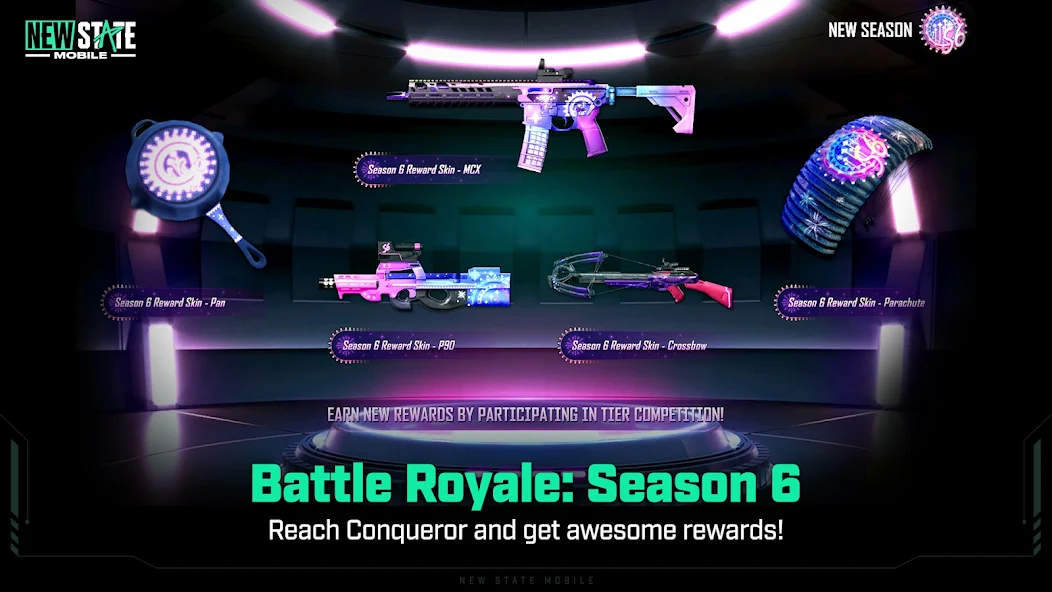 NEW STATE
MOBILE
NEW SEASON
S6
Season 6 Reward Skin - MCX
Season 6 Reward Skin - Pan
Season 6 Reward Skin - Parachute
Season 6 Reward Skin - P90
Season 6 Reward Skin - Crossbow
EARN NEW REWARDS BY PARTICIPATING IN TIER COMPETITION!
Battle Royale: Season 6
Reach Conqueror and get awesome rewards!
NEW STATE MOBILE